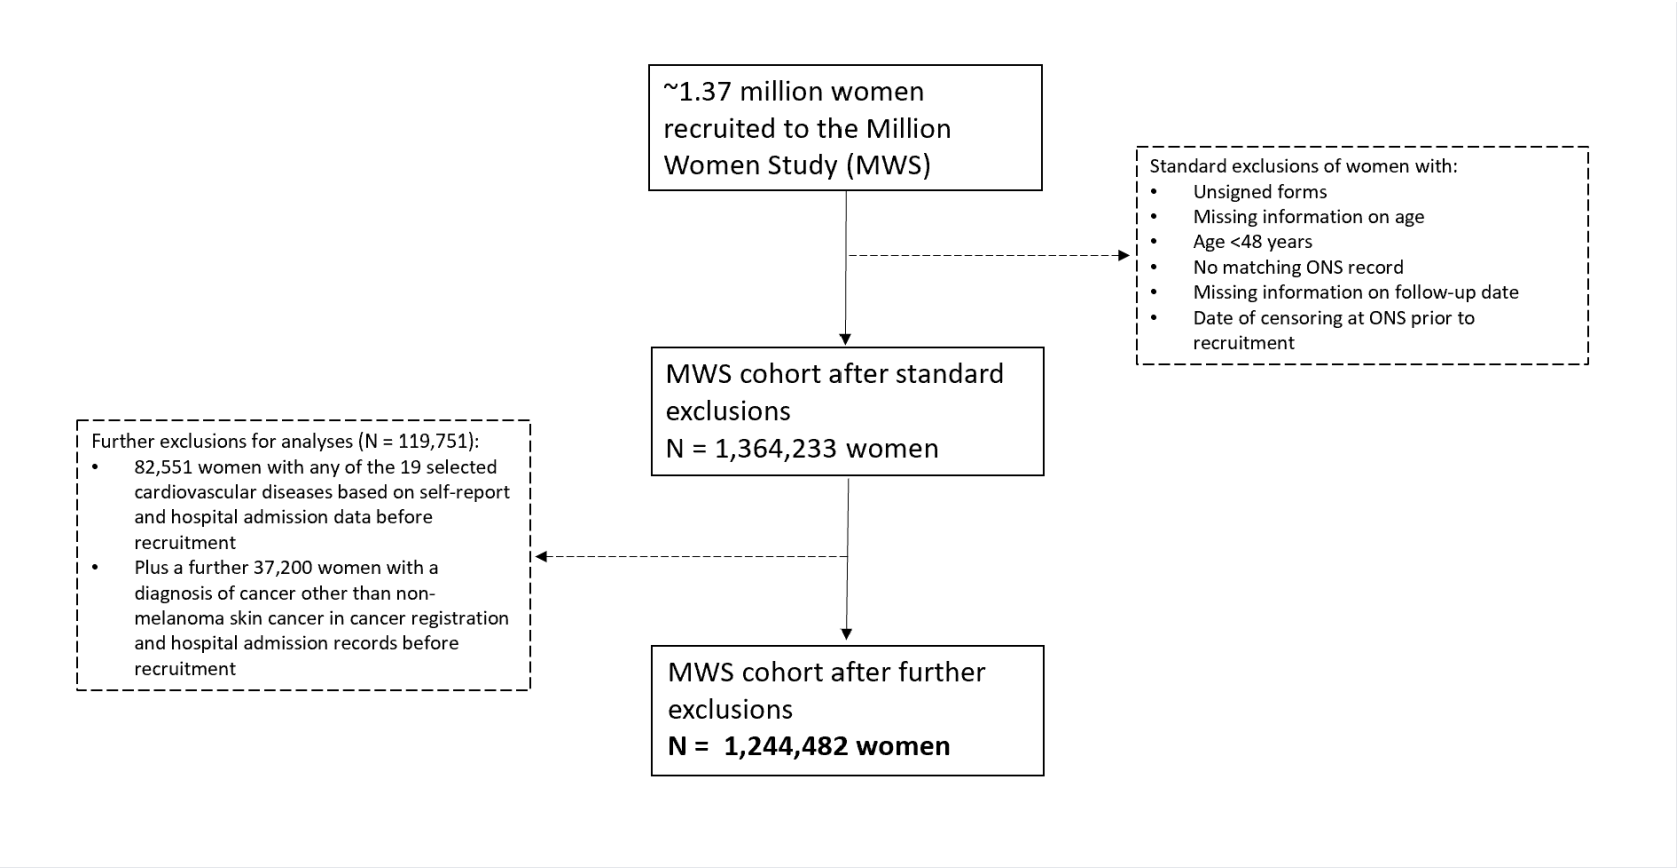 ~1.37 million women
recruited to the Million
Women Study (MWS)
Standard exclusions of women with:
• Unsigned forms
• Missing information on age
• Age <48 years
• No matching ONS record
• Missing information on follow-up date
• Date of censoring at ONS prior to
recruitment
MWS cohort after standard
exclusions
N = 1,364,233 women
Further exclusions for analyses (N = 119,751):
• 82,551 women with any of the 19 selected
cardiovascular diseases based on self-report
and hospital admission data before
recruitment
• Plus a further 37,200 women with a
diagnosis of cancer other than non-
melanoma skin cancer in cancer registration
and hospital admission records before
recruitment
MWS cohort after further
exclusions
N = 1,244,482 women